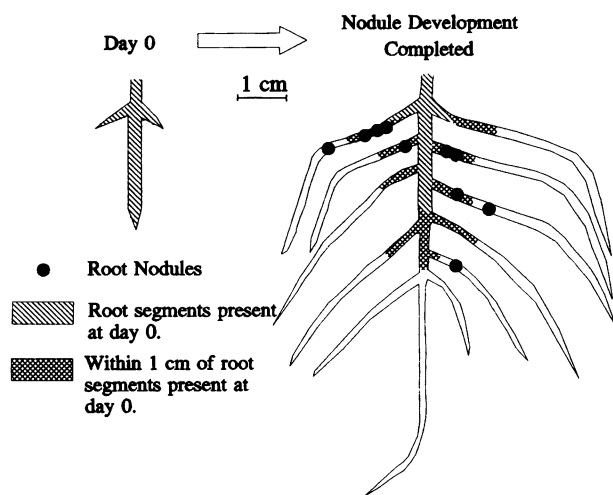 Day 0
Nodule Development
Completed
1 cm
Root Nodules
Root segments present
at day 0.
Within 1 cm of root
segments present at
day 0.